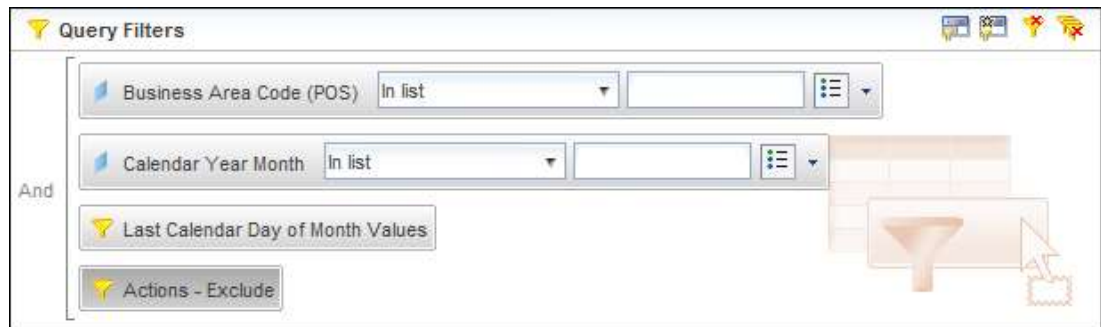 Query Filters
Business Area Code (POS) In list
Calendar Year Month In list
And
Last Calendar Day of Month Values
Actions - Exclude